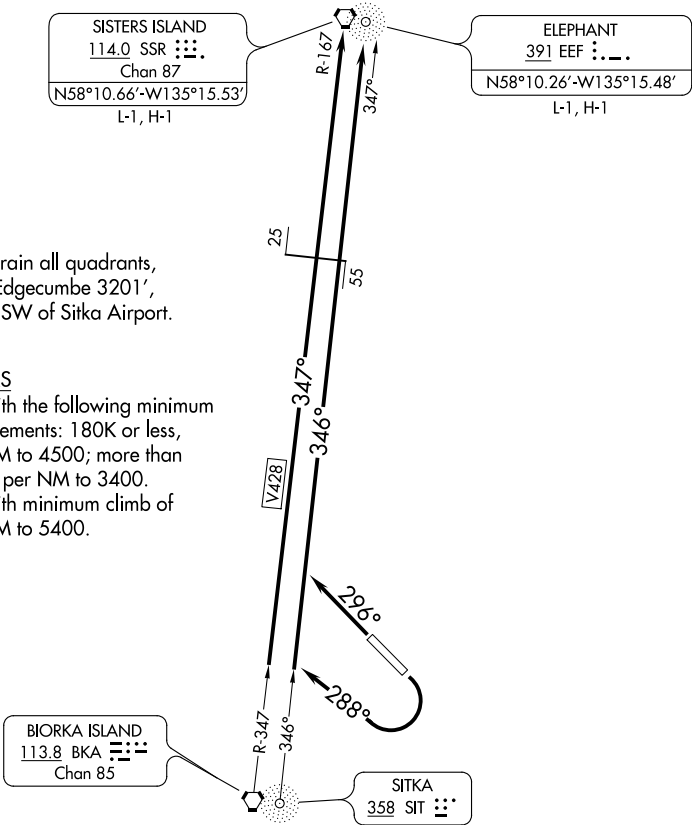 SISTERS ISLAND
114.0 SSR
Chan 87
N58°10.66’-W135°15.53’
L-1, H-1
ELEPHANT
391 EEF
N58°10.26’-W135°15.48’
L-1, H-1
R-167
347°
25
55
rain all quadrants,
Edgecumbe 3201’,
SW of Sitka Airport.
347°
346°
V428
S
th the following minimum
ements: 180K or less,
M to 4500; more than
per NM to 3400.
th minimum climb of
M to 5400.
296°
288°
R-347
346°
BIORKA ISLAND
113.8 BKA
Chan 85
SITKA
358 SIT